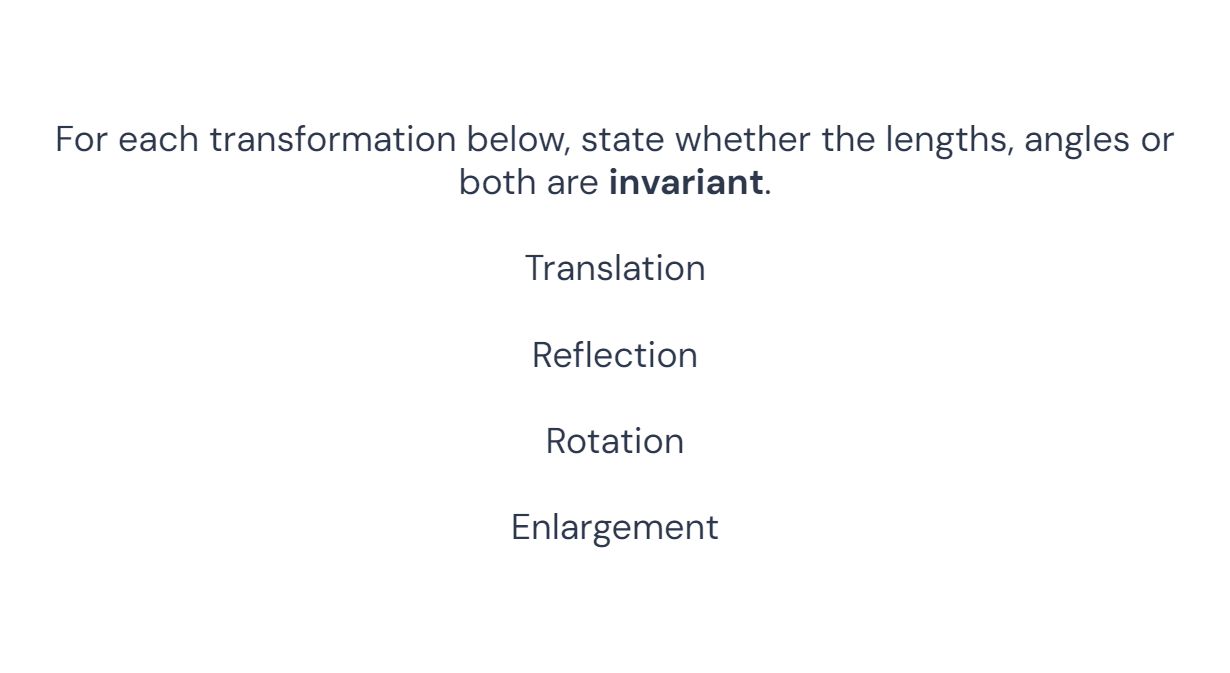 For each transformation below, state whether the lengths, angles or
both are invariant.
Translation
Reflection
Rotation
Enlargement